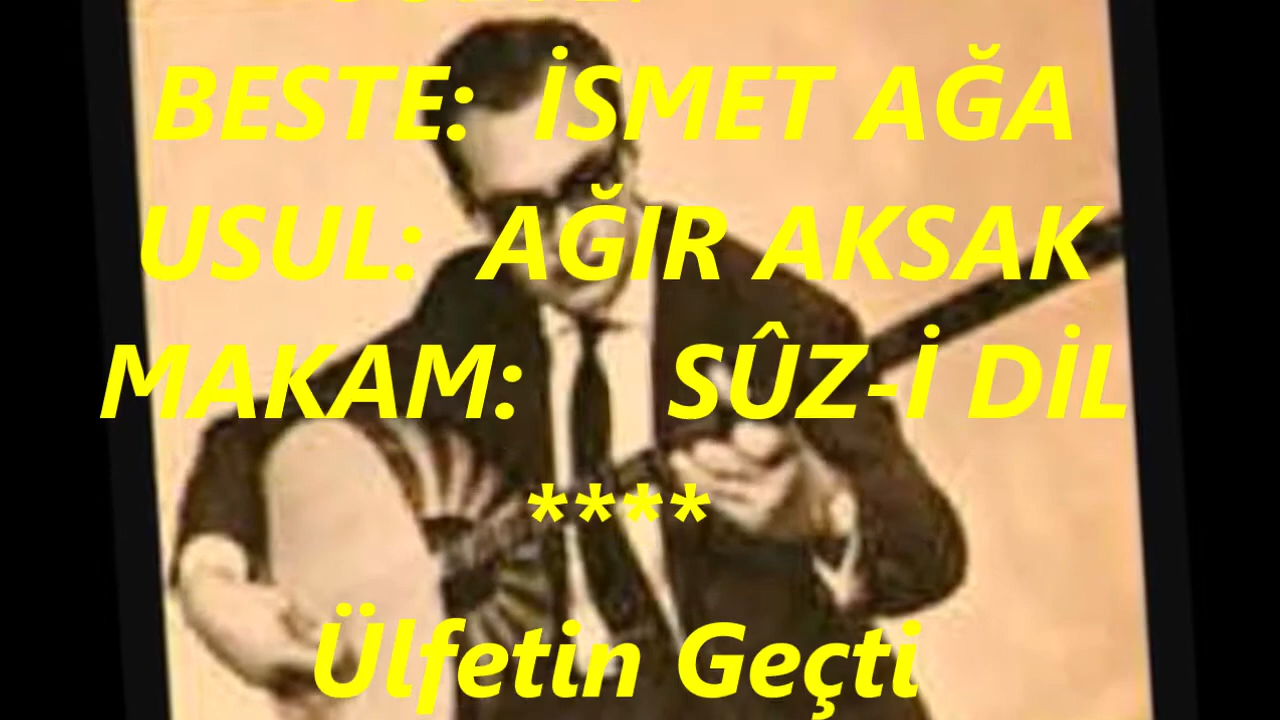 BESTE: İSMET AĞA
USUL: AĞIR AKSAK
MAKAM: SÛZ-İ DİL
****
Ülfetin Geçti